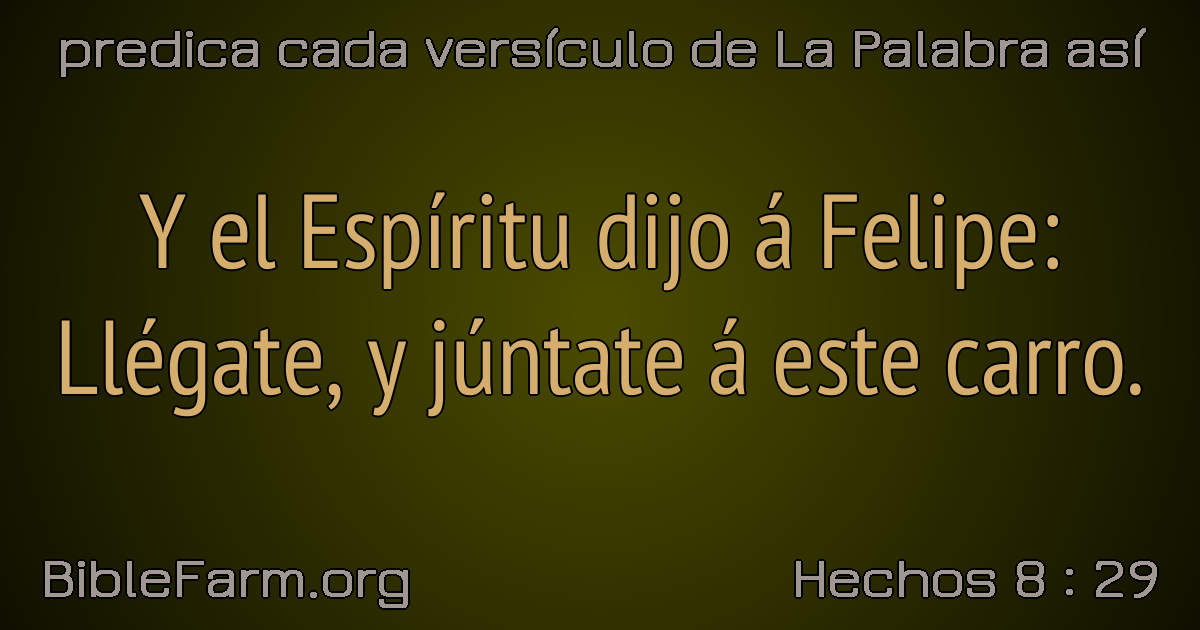 predica cada versículo de La Palabra así
Y el Espíritu dijo á Felipe:
Llégate, y júntate á este carro.
BibleFarm.org
Hechos 8 : 29